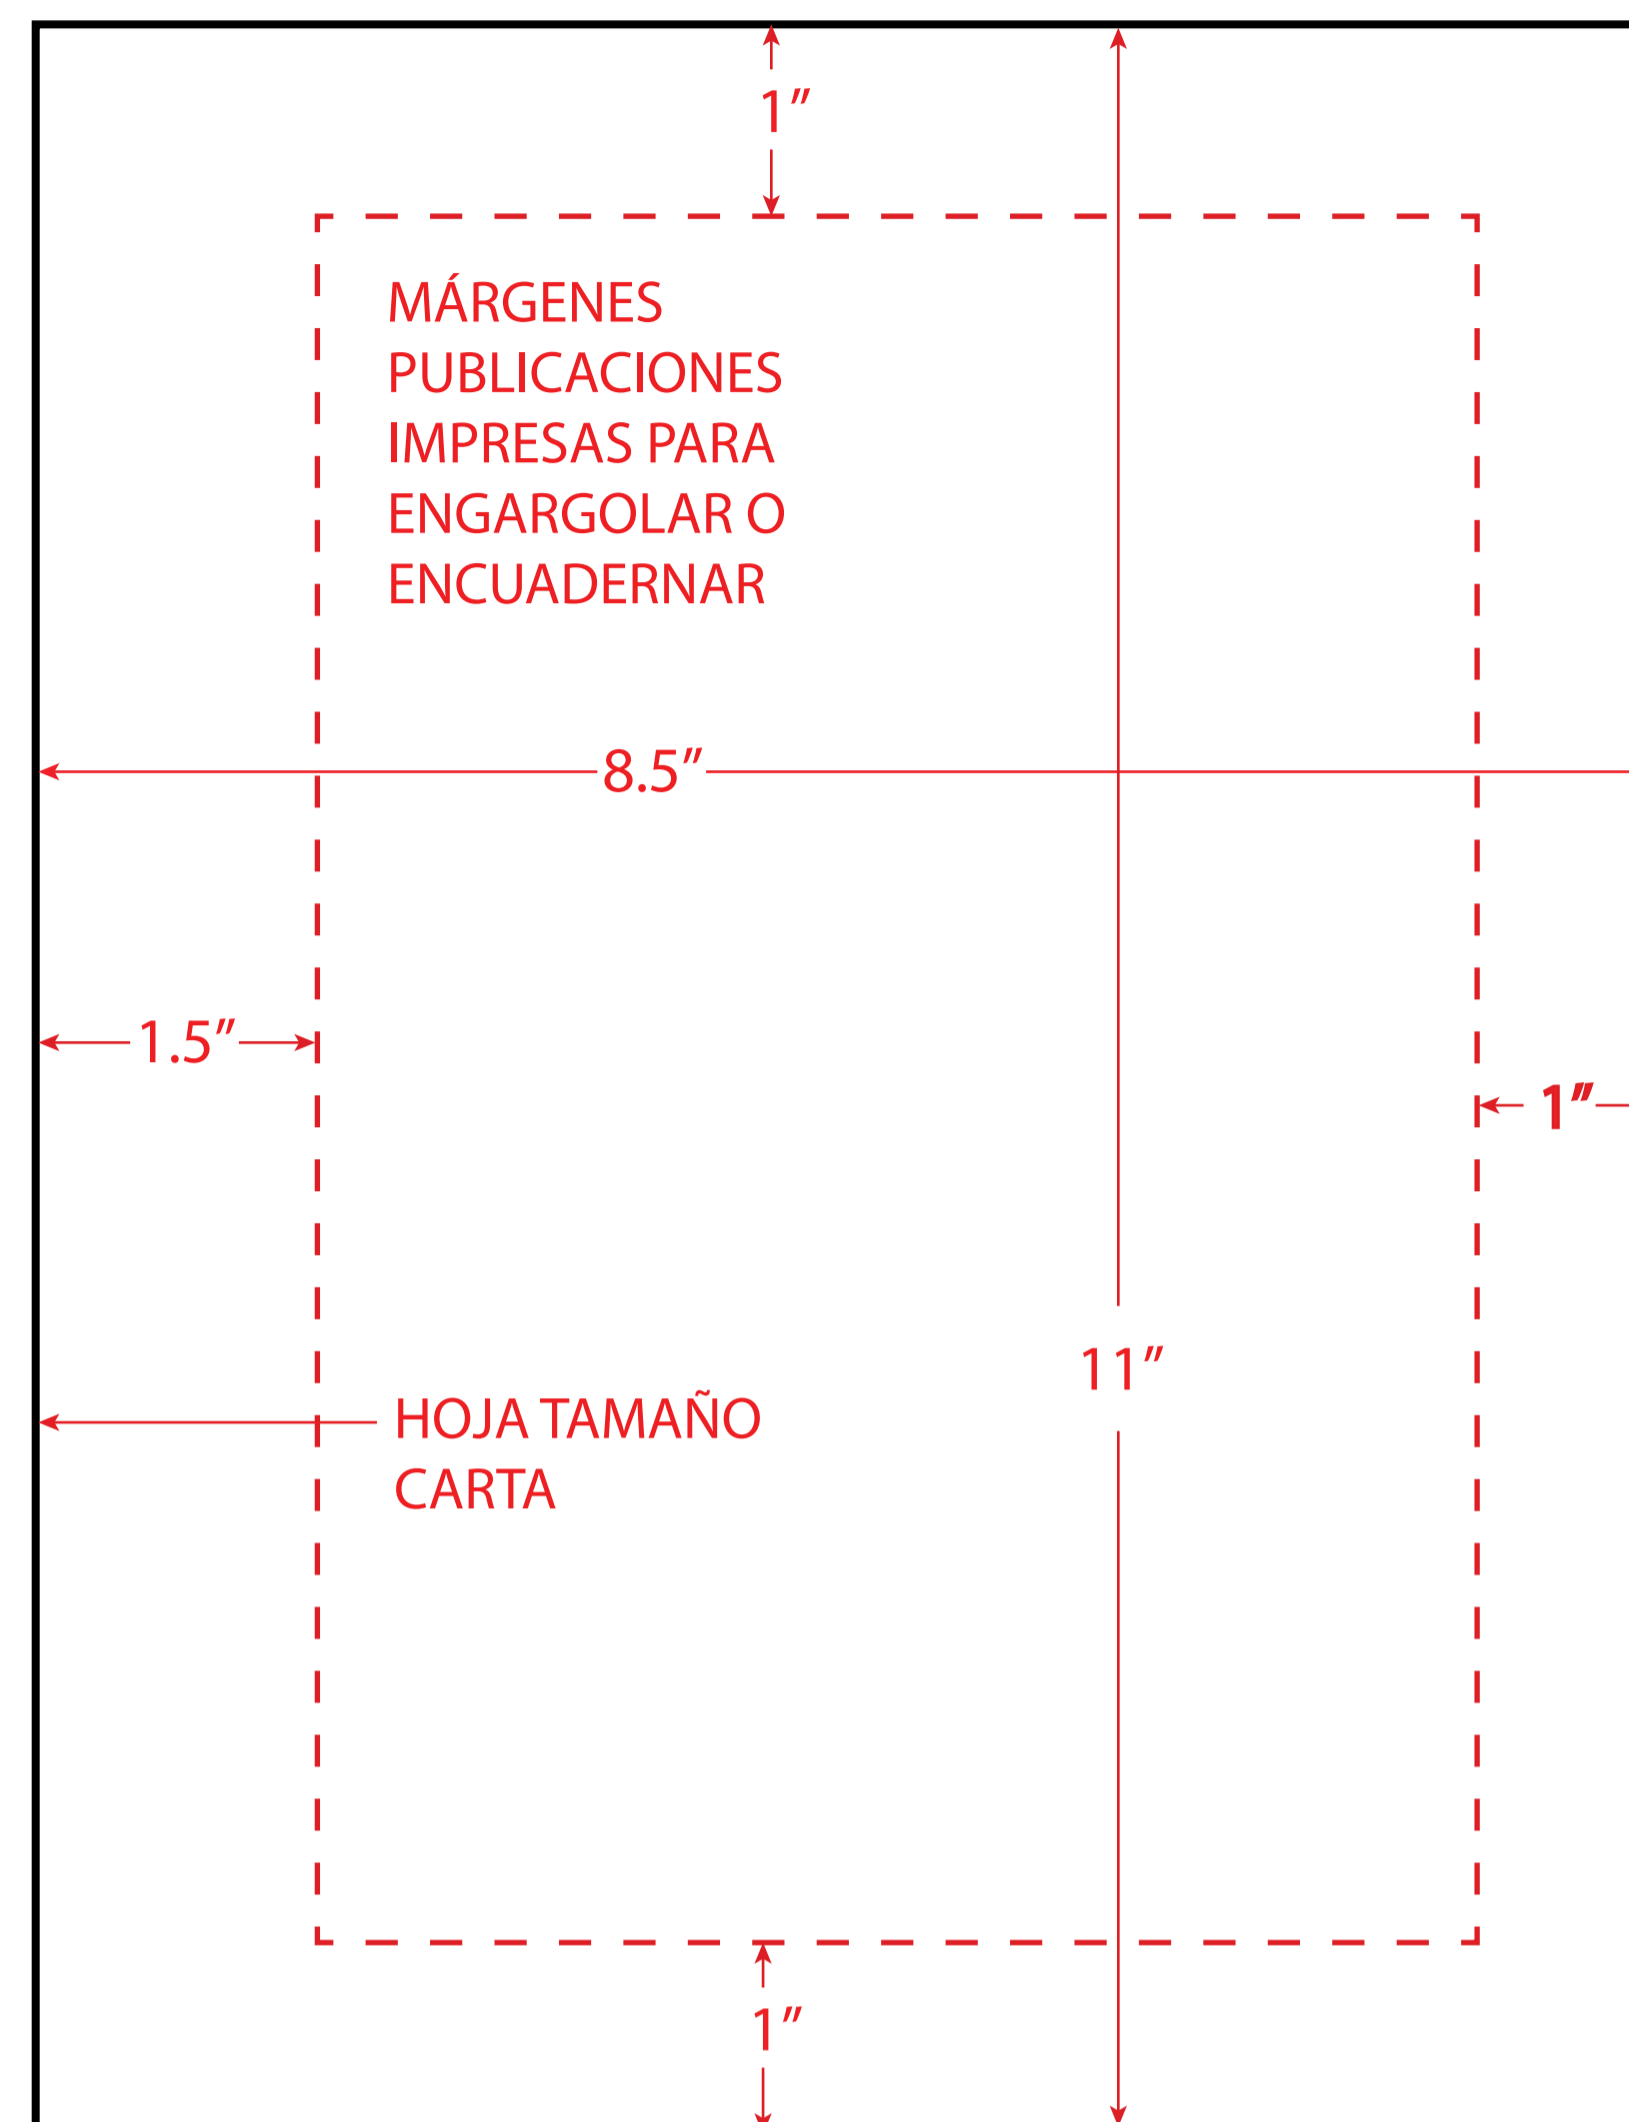 1”
MÁRGENES
PUBLICACIONES
IMPRESAS PARA
ENGARGOLAR O
ENCUADERNAR
8.5”
1.5”
1”
11”
HOJA TAMAÑO
CARTA
1”